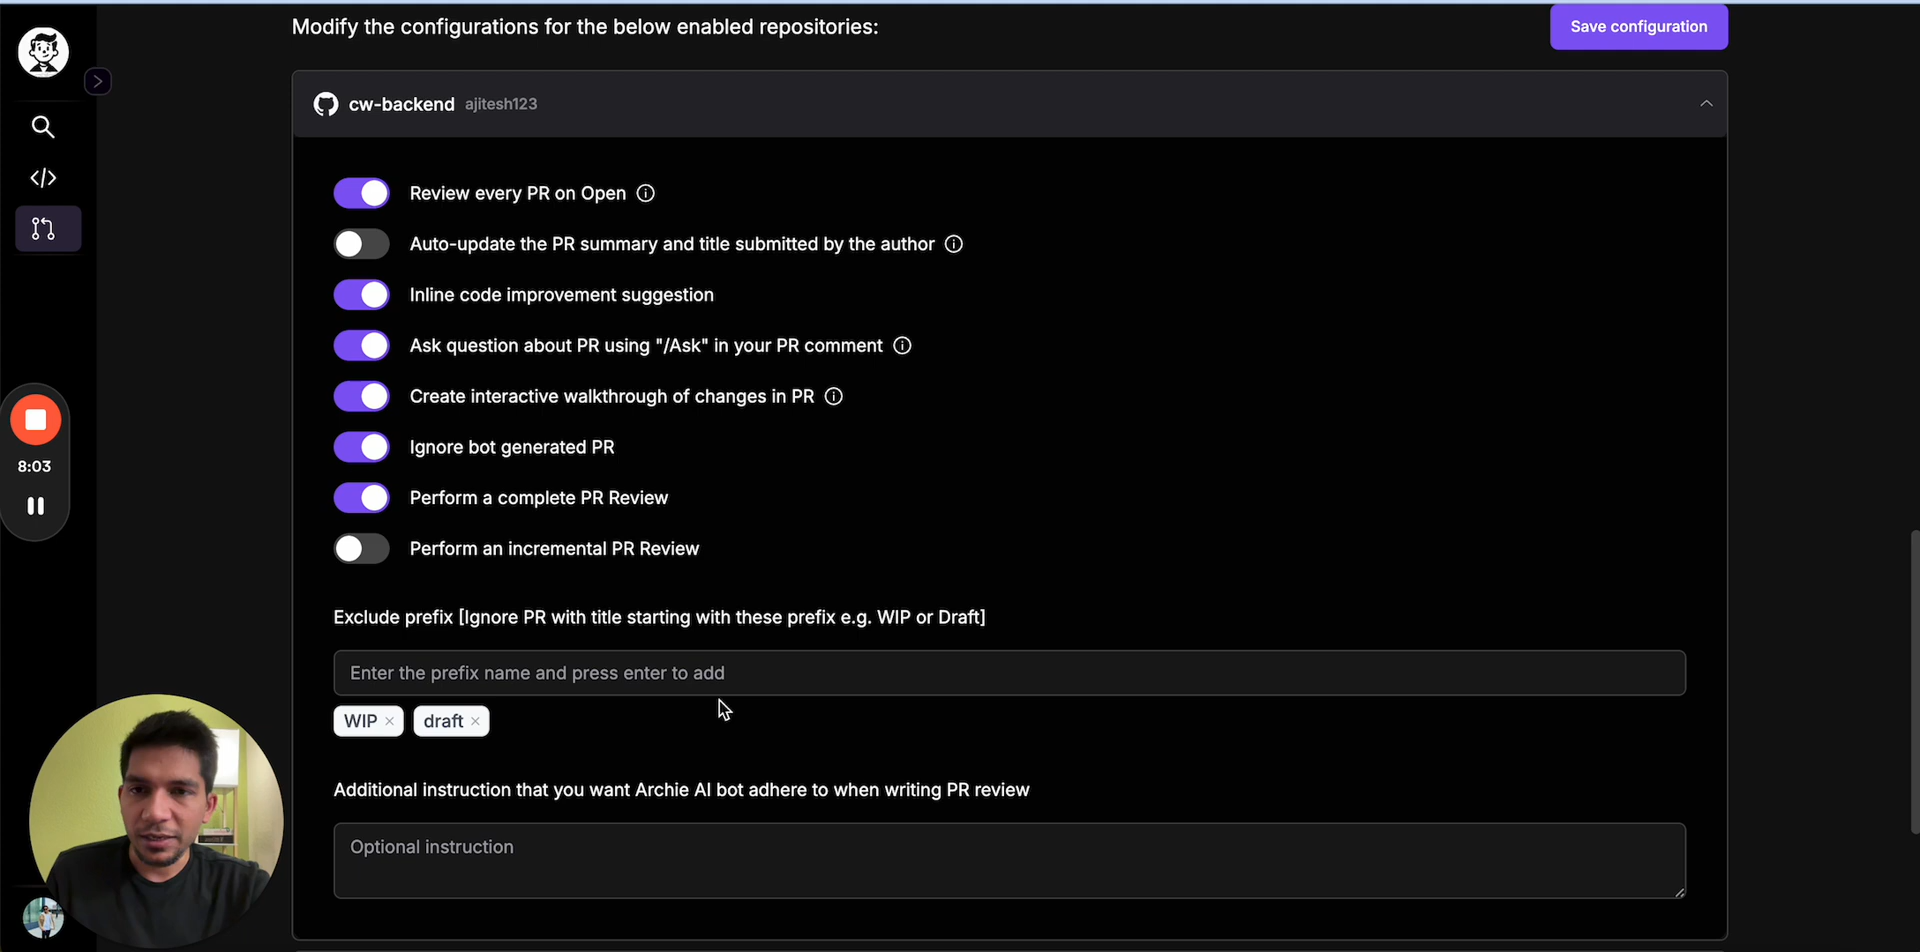 Modify the configurations for the below enabled repositories:
Save configuration
cw-backend ajitesh123
Review every PR on Open
Auto-update the PR summary and title submitted by the author
Inline code improvement suggestion
Ask question about PR using "/Ask" in your PR comment
Create interactive walkthrough of changes in PR
Ignore bot generated PR
8:03
Perform a complete PR Review
Perform an incremental PR Review
Exclude prefix [Ignore PR with title starting with these prefix e.g. WIP or Draft]
Enter the prefix name and press enter to add
WIP × draft ×
Additional instruction that you want Archie AI bot adhere to when writing PR review
Optional instruction